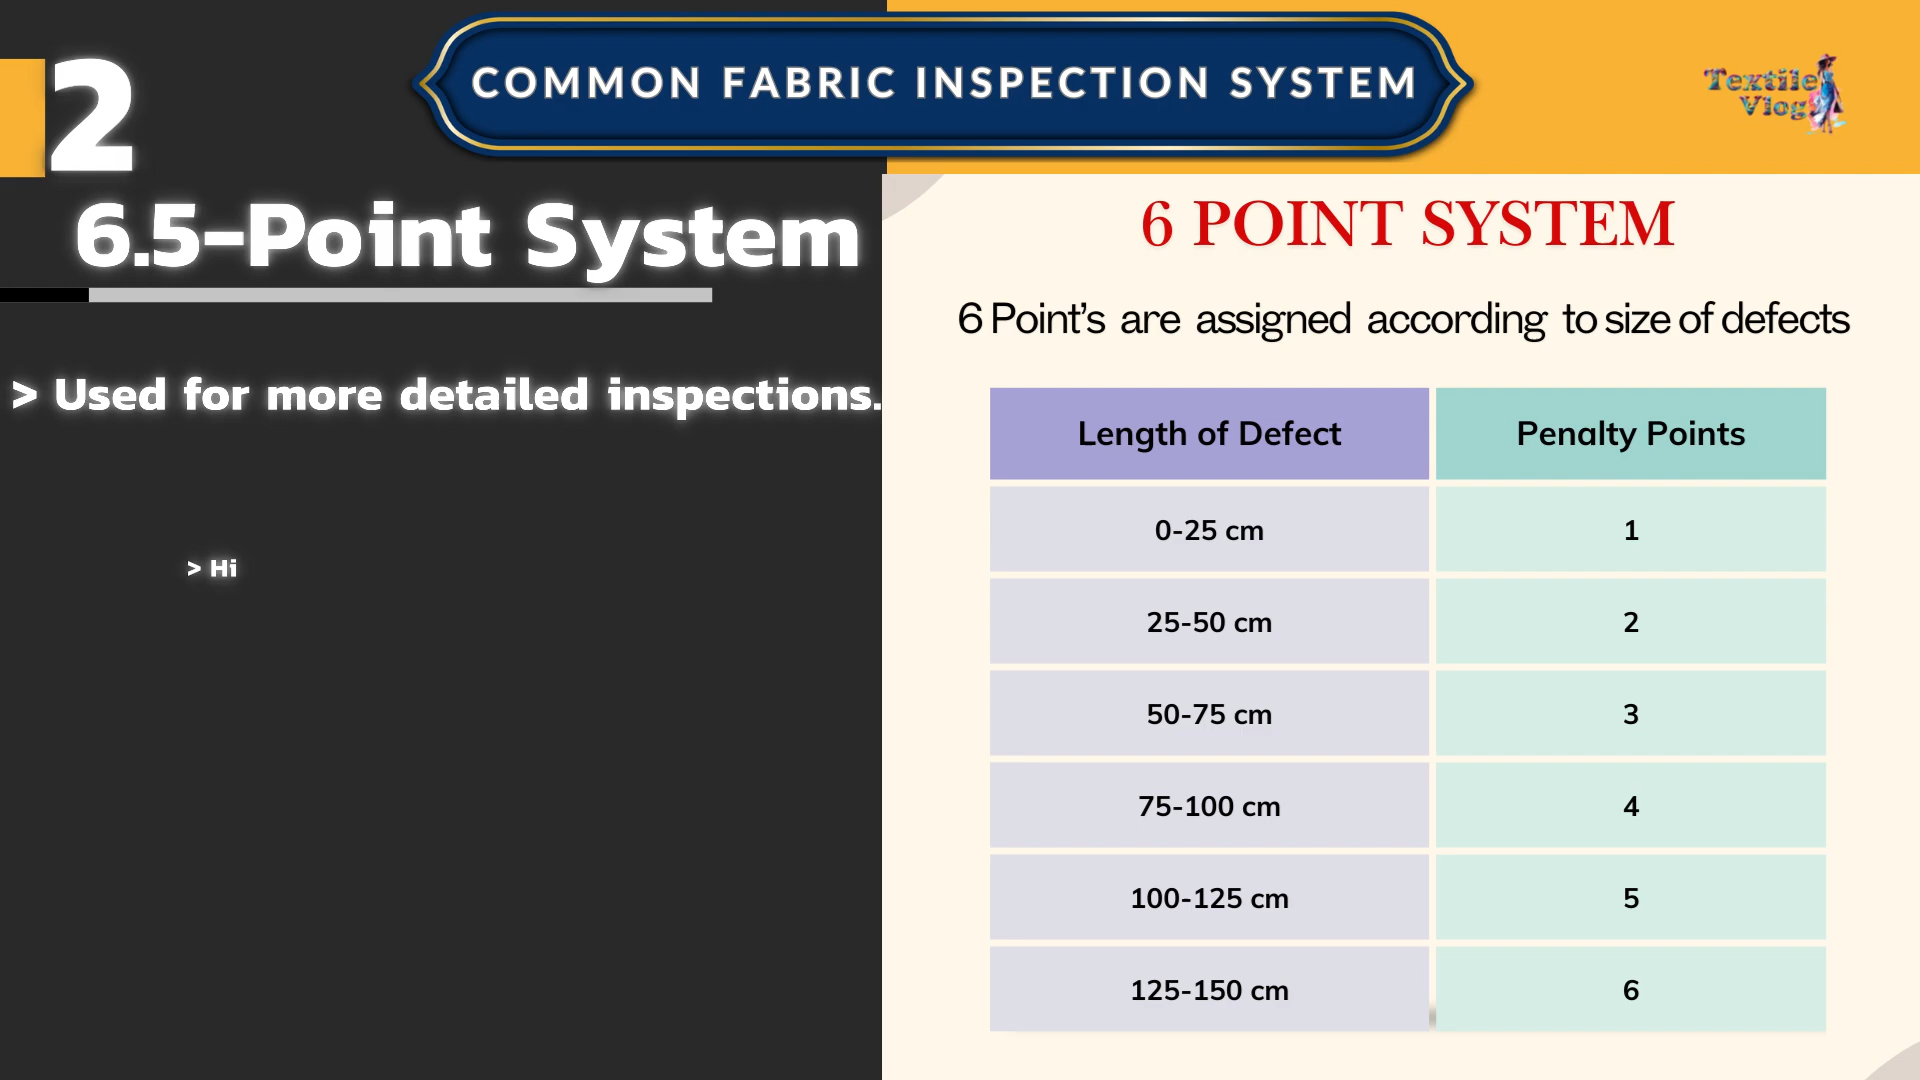 COMMON FABRIC INSPECTION SYSTEM
Textile
Vlog
2
6.5-Point System
> Used for more detailed inspections.
> Hi
6 POINT SYSTEM
6 Point's are assigned according to size of defects
Length of Defect Penalty Points
0-25 cm 1
25-50 cm 2
50-75 cm 3
75-100 cm 4
100-125 cm 5
125-150 cm 6